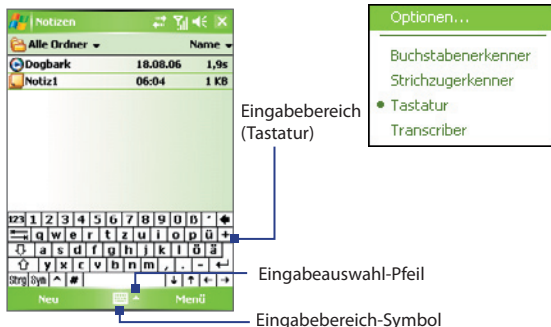 Notizen
Alle Ordner Name
Dogbark 18.08.06 1,9s
Notiz1 06:04 1 KB
123 1 2 3 4 5 6 7 8 9 0 ß ´
q w e r t z u i o p ü +
a s d f g h j k l ö ä
y x c v b n m , . -
Strg Sym ^ #
Neu Menü
Eingabebereich
(Tastatur)
Eingabeauswahl-Pfeil
Eingabebereich-Symbol
Optionen...
Buchstabenerkenner
Strichzugerkenner
Tastatur
Transcriber